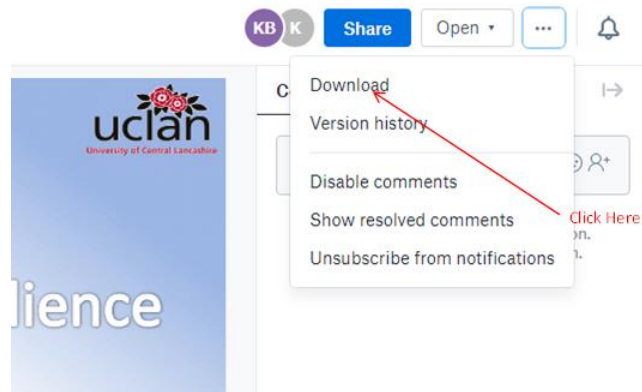 KB K Share Open ...
C
Download
uclan
University of Central Lancashire
Version history
Disable comments
Show resolved comments
Click Here
on.
Unsubscribe from notifications
lience